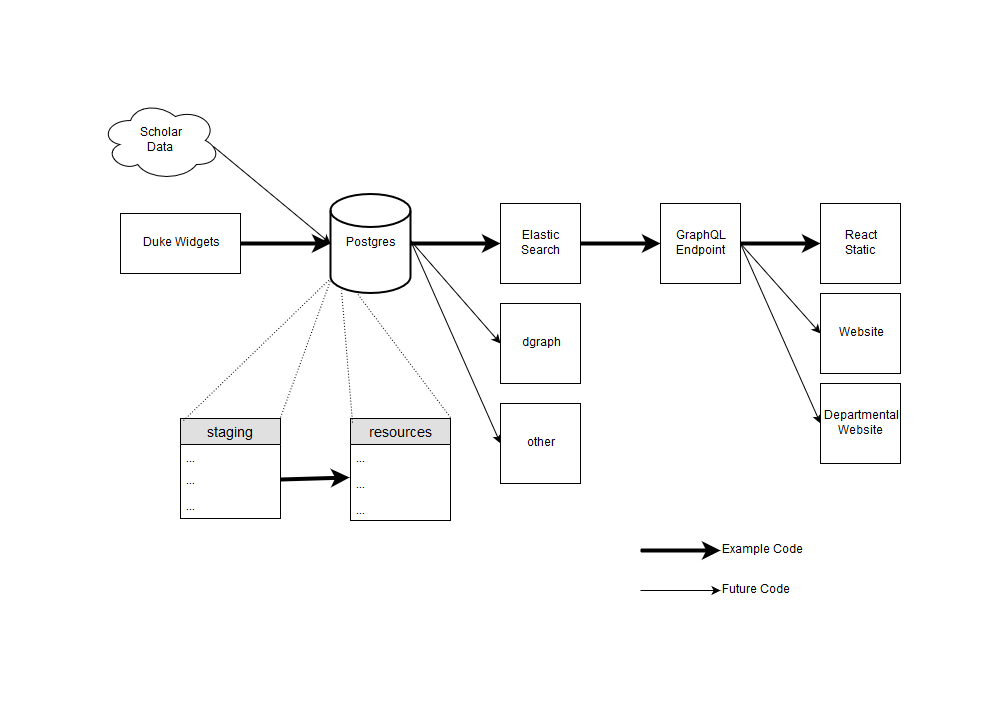 Scholar
Data
Duke Widgets
Postgres
Elastic
Search
GraphQL
Endpoint
React
Static
dgraph
Website
other
Departmental
Website
staging
...
...
...
resources
...
...
...
Example Code
Future Code